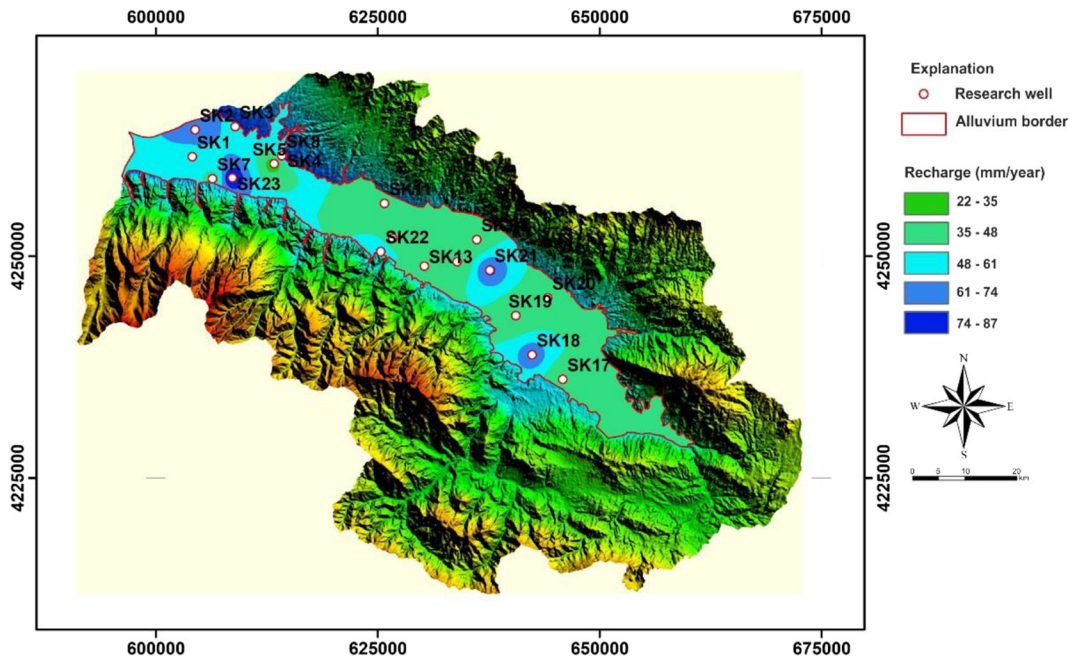 600000 625000 650000 675000
Explanation
Research well
Alluvium border
SK2 SK3
SK1 SK5 SK8
SK4
SK7
SK23
Recharge (mm/year)
22 - 35
35 - 48
48 - 61
61 - 74
74 - 87
SK22
SK13
SK21
SK20
SK19
SK18
SK17
4250000 4250000
4225000 4225000
N
W E
S
0 5 10 20
km
600000 625000 650000 675000